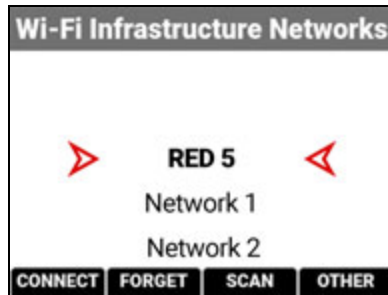 Wi-Fi Infrastructure Networks
RED 5
Network 1
Network 2
CONNECT FORGET SCAN OTHER